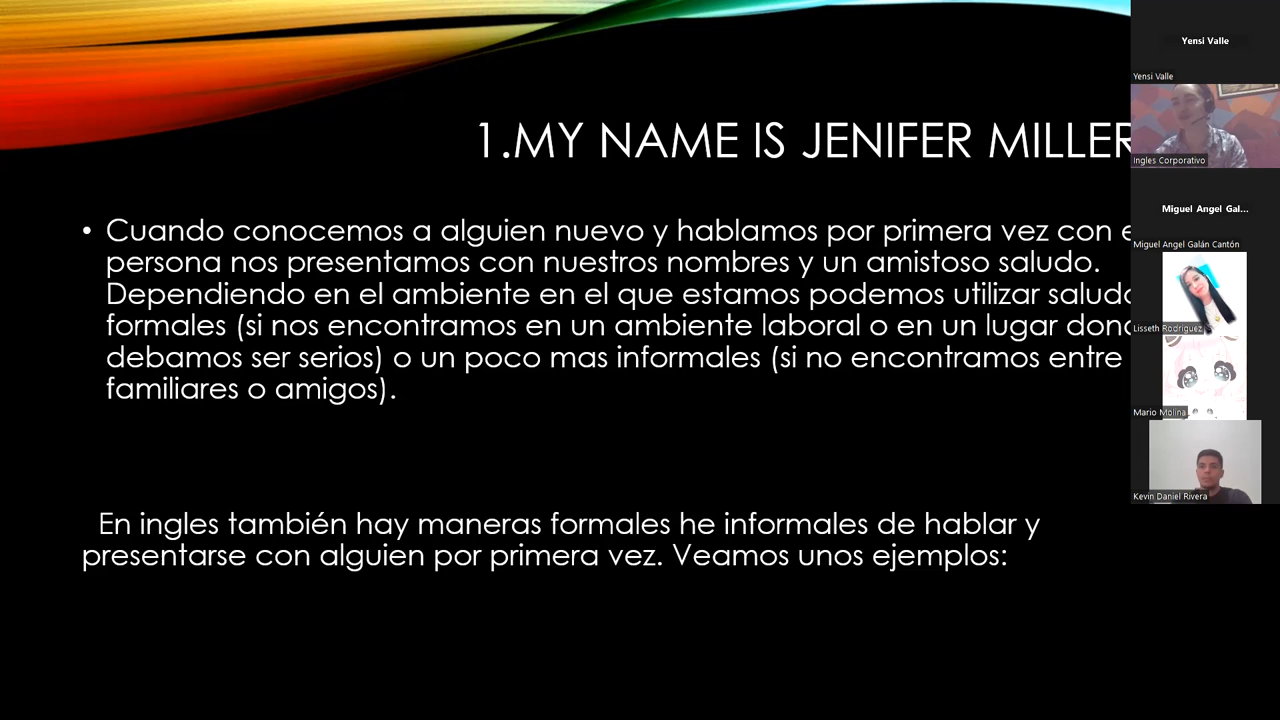 1.MY NAME IS JENIFER MILLER
Cuando conocemos a alguien nuevo y hablamos por primera vez con
persona nos presentamos con nuestros nombres y un amistoso saludo.
Dependiendo en el ambiente en el que estamos podemos utilizar
formales (si nos encontramos en un ambiente laboral o en un lugar
debamos ser serios) o un poco mas informales (si no encontramos entre
familiares o amigos).
En ingles también hay maneras formales he informales de hablar y
presentarse con alguien por primera vez. Veamos unos ejemplos:
Yensi Valle
Yensi Valle
Ingles Corporativo
Miguel Angel Gal...
Miguel Angel Galán Cantón
Lisseth Rodriguez
Mario Molina
Kevin Daniel Rivera